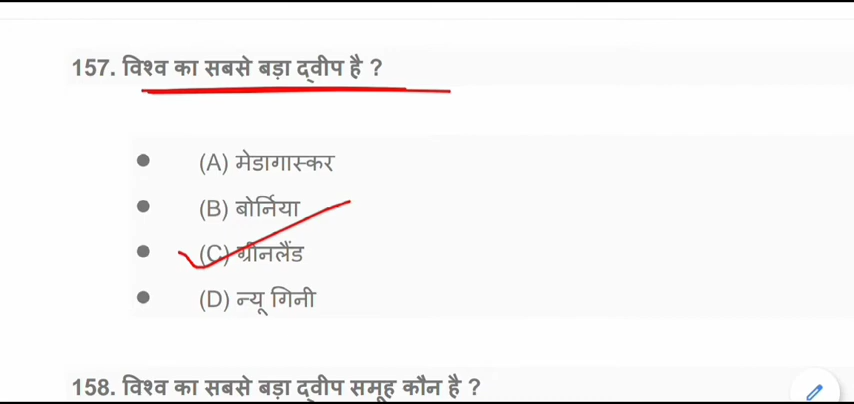 157. विश्व का सबसे बड़ा द्वीप है ?
(A) मेडागास्कर
(B) बोर्निया
(C) ग्रीनलैंड
(D) न्यू गिनी
158. विश्व का सबसे बड़ा द्वीप समूह कौन है ?